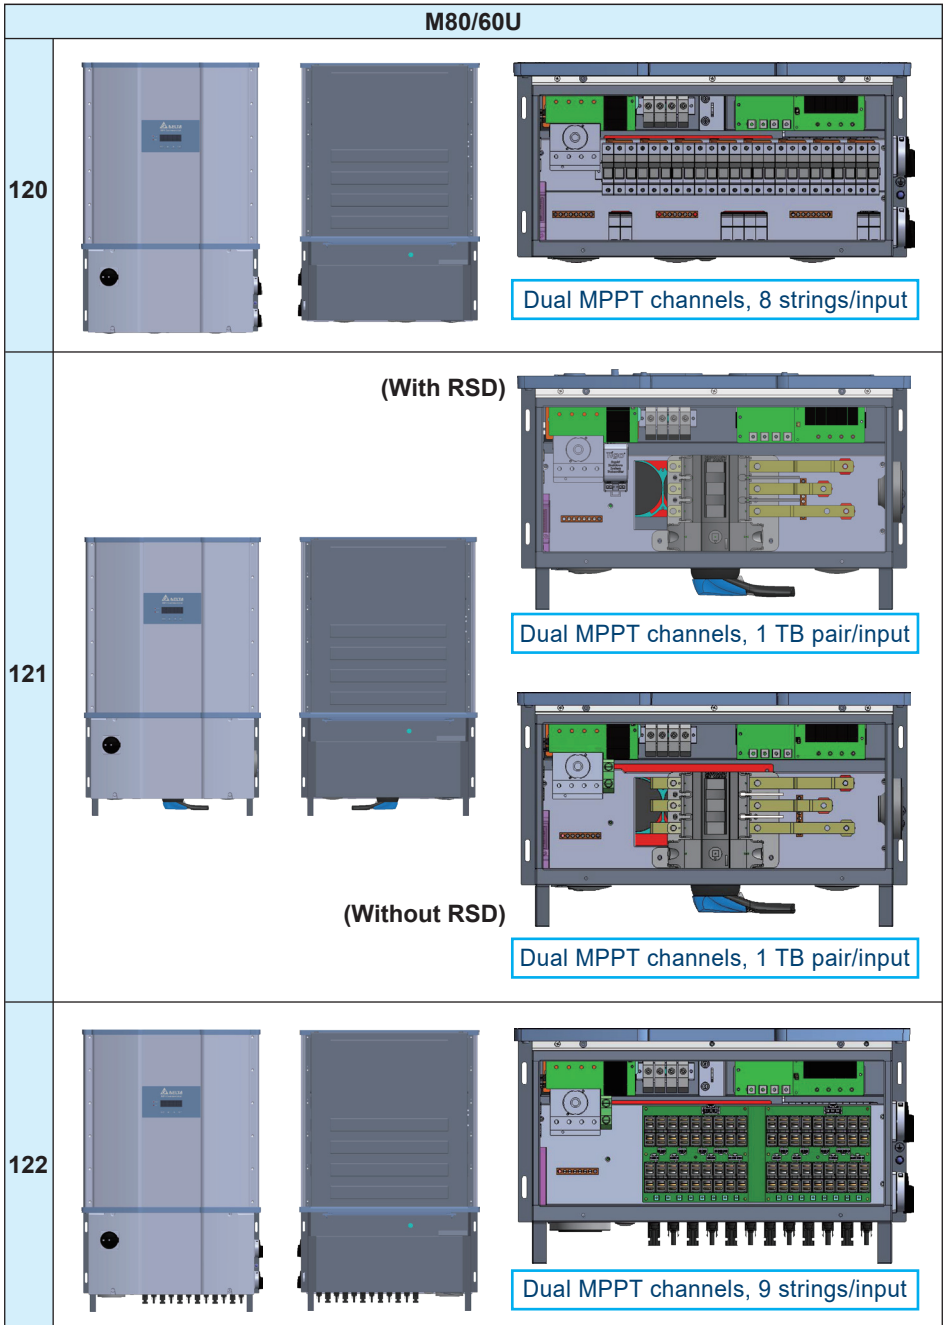 M80/60U
120
Dual MPPT channels, 8 strings/input
121
(With RSD)
Dual MPPT channels, 1 TB pair/input
(Without RSD)
Dual MPPT channels, 1 TB pair/input
122
Dual MPPT channels, 9 strings/input